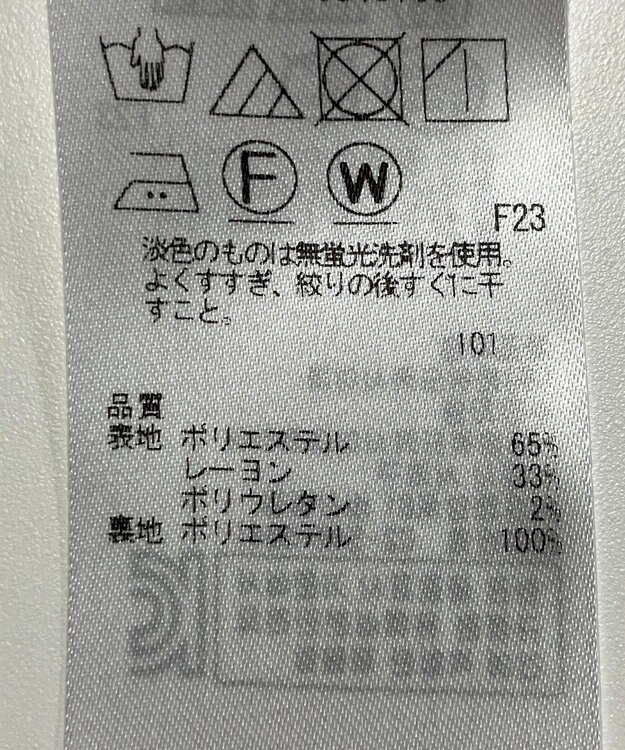 F
W
F23
淡色のものは無蛍光洗剤を使用。
よくすすぎ、絞りの後すぐに干
すこと。
101
品質
表地 ポリエステル 65%
レーヨン 33%
ポリウレタン 2%
裏地 ポリエステル 100%